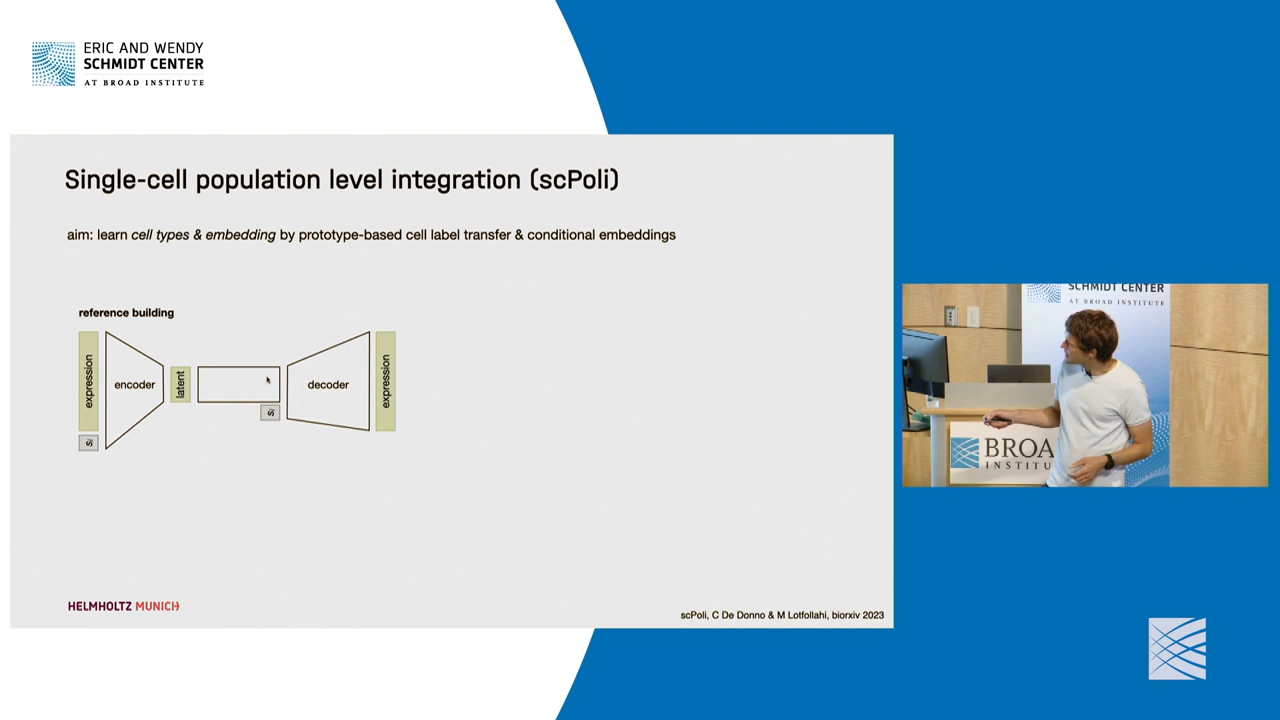 ERIC AND WENDY
SCHMIDT CENTER
AT BROAD INSTITUTE
Single-cell population level integration (scPoli)
aim: learn cell types & embedding by prototype-based cell label transfer & conditional embeddings
reference building
expression
encoder
latent
decoder
expression
si
si
HELMHOLTZ MUNICH
scPoli, C De Donno & M Lotfollahi, biorxiv 2023
SCHMIDT CENTER
AT BROAD INSTITUTE
BROA
INSTITU